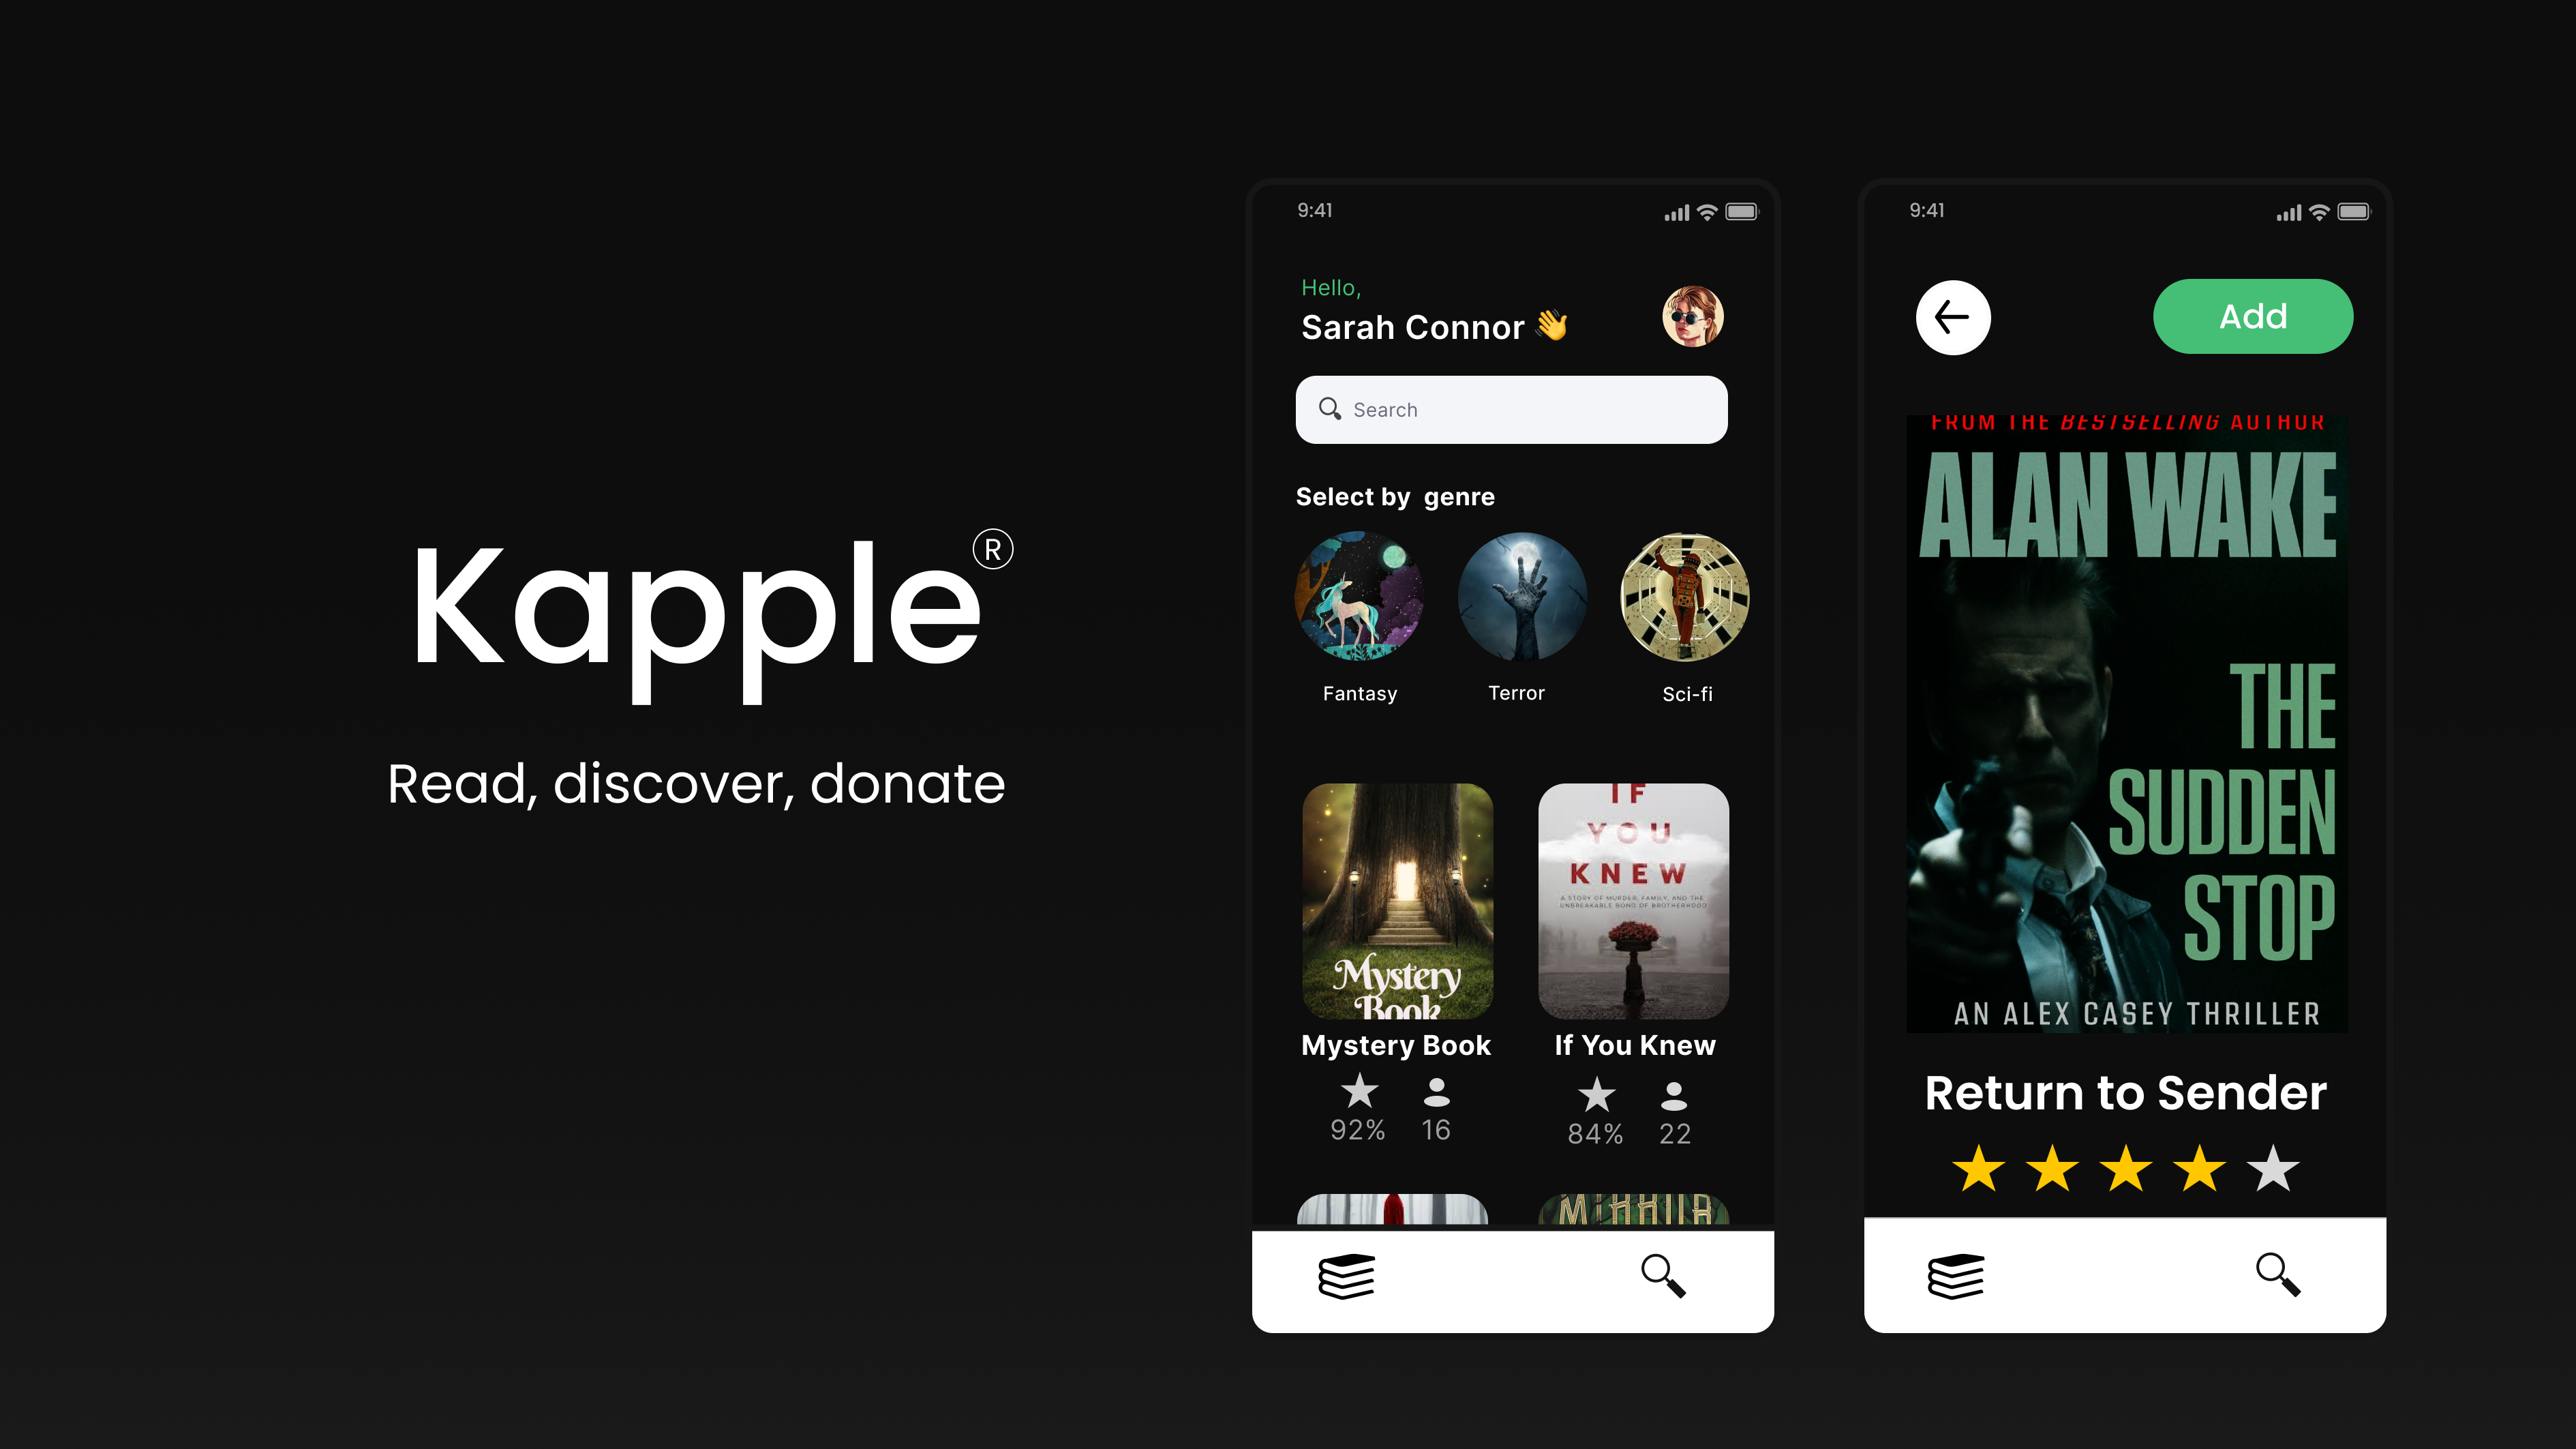 Kapple®
Read, discover, donate
9:41
Hello,
Sarah Connor 👋
Search
Select by genre
Fantasy
Terror
Sci-fi
Mystery
Book
Mystery Book
92%
16
IF
YOU
KNEW
A STORY OF MURDER, FAMILY, AND THE
UNBREAKABLE BOND OF BROTHERHOOD
If You Knew
84%
22
MIRROR
9:41
Add
FROM THE BESTSELLING AUTHOR
ALAN WAKE
THE
SUDDEN
STOP
AN ALEX CASEY THRILLER
Return to Sender